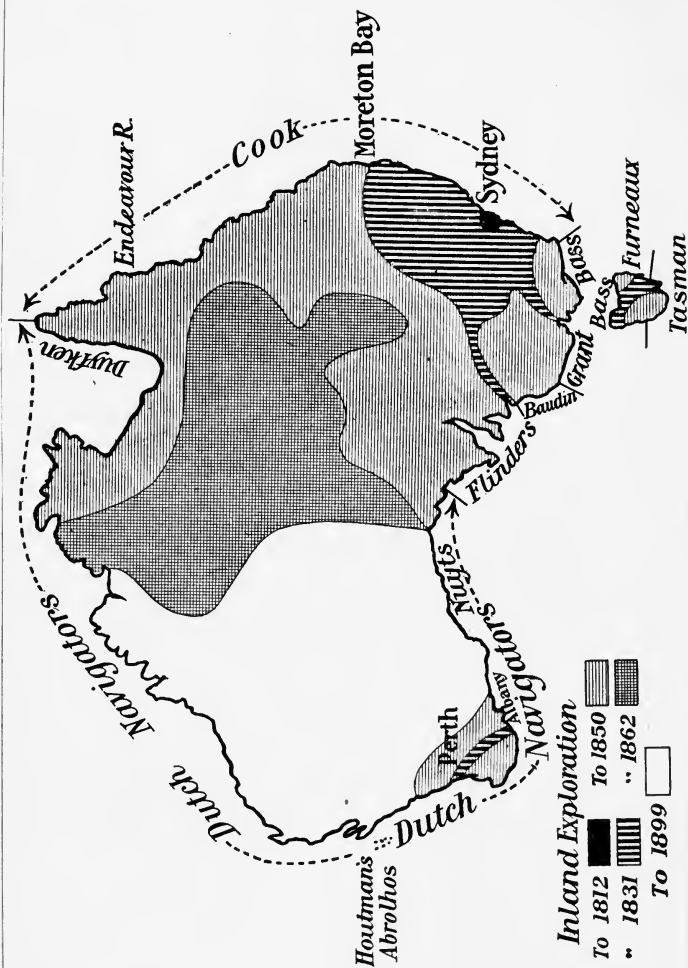 Duyfken
Endeavour R.
Cook
Moreton Bay
Sydney
Bass
Bass
Furneaux
Tasman
Grant
Baudin
Flinders
Nuyts
Navigators
Albany
Perth
Dutch
Houtmans
Abrolhos
Dutch
Navigators
Inland Exploration
To 1812
To 1850
" 1831
" 1862
To 1899